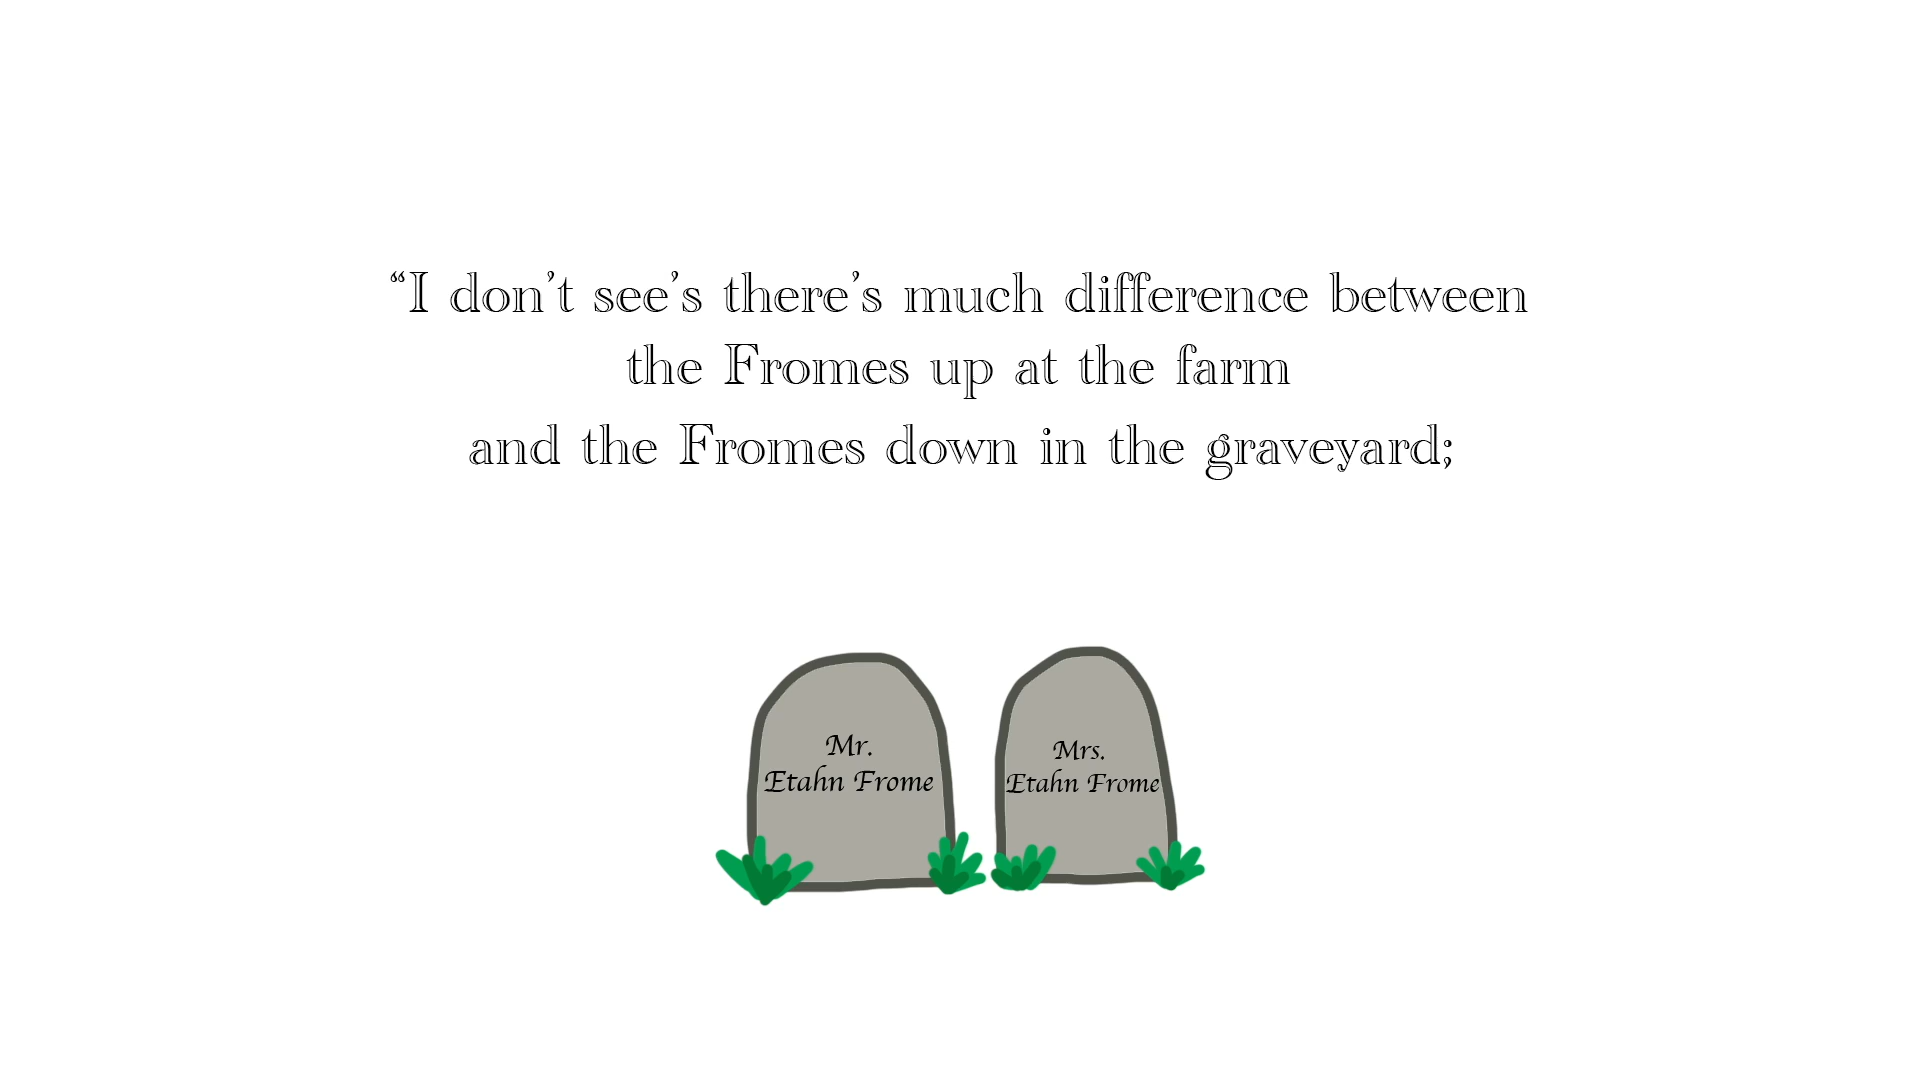 “I don’t see’s there’s much difference between
the Fromes up at the farm
and the Fromes down in the graveyard;
Mr.
Etahn Frome
Mrs.
Etahn Frome